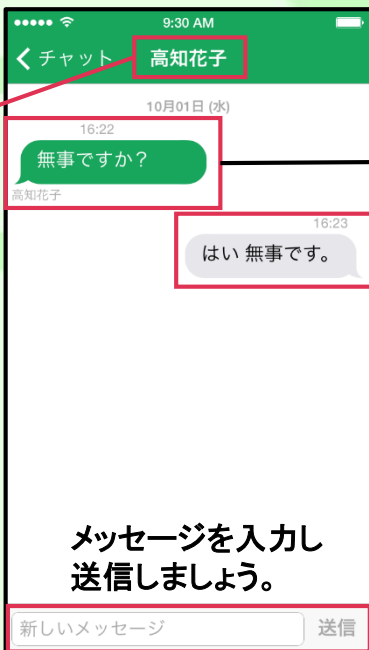 9:30 AM
チャット 高知花子
10月01日 (水)
16:22
無事ですか？
高知花子
16:23
はい 無事です。
メッセージを入力し
送信しましょう。
新しいメッセージ 送信